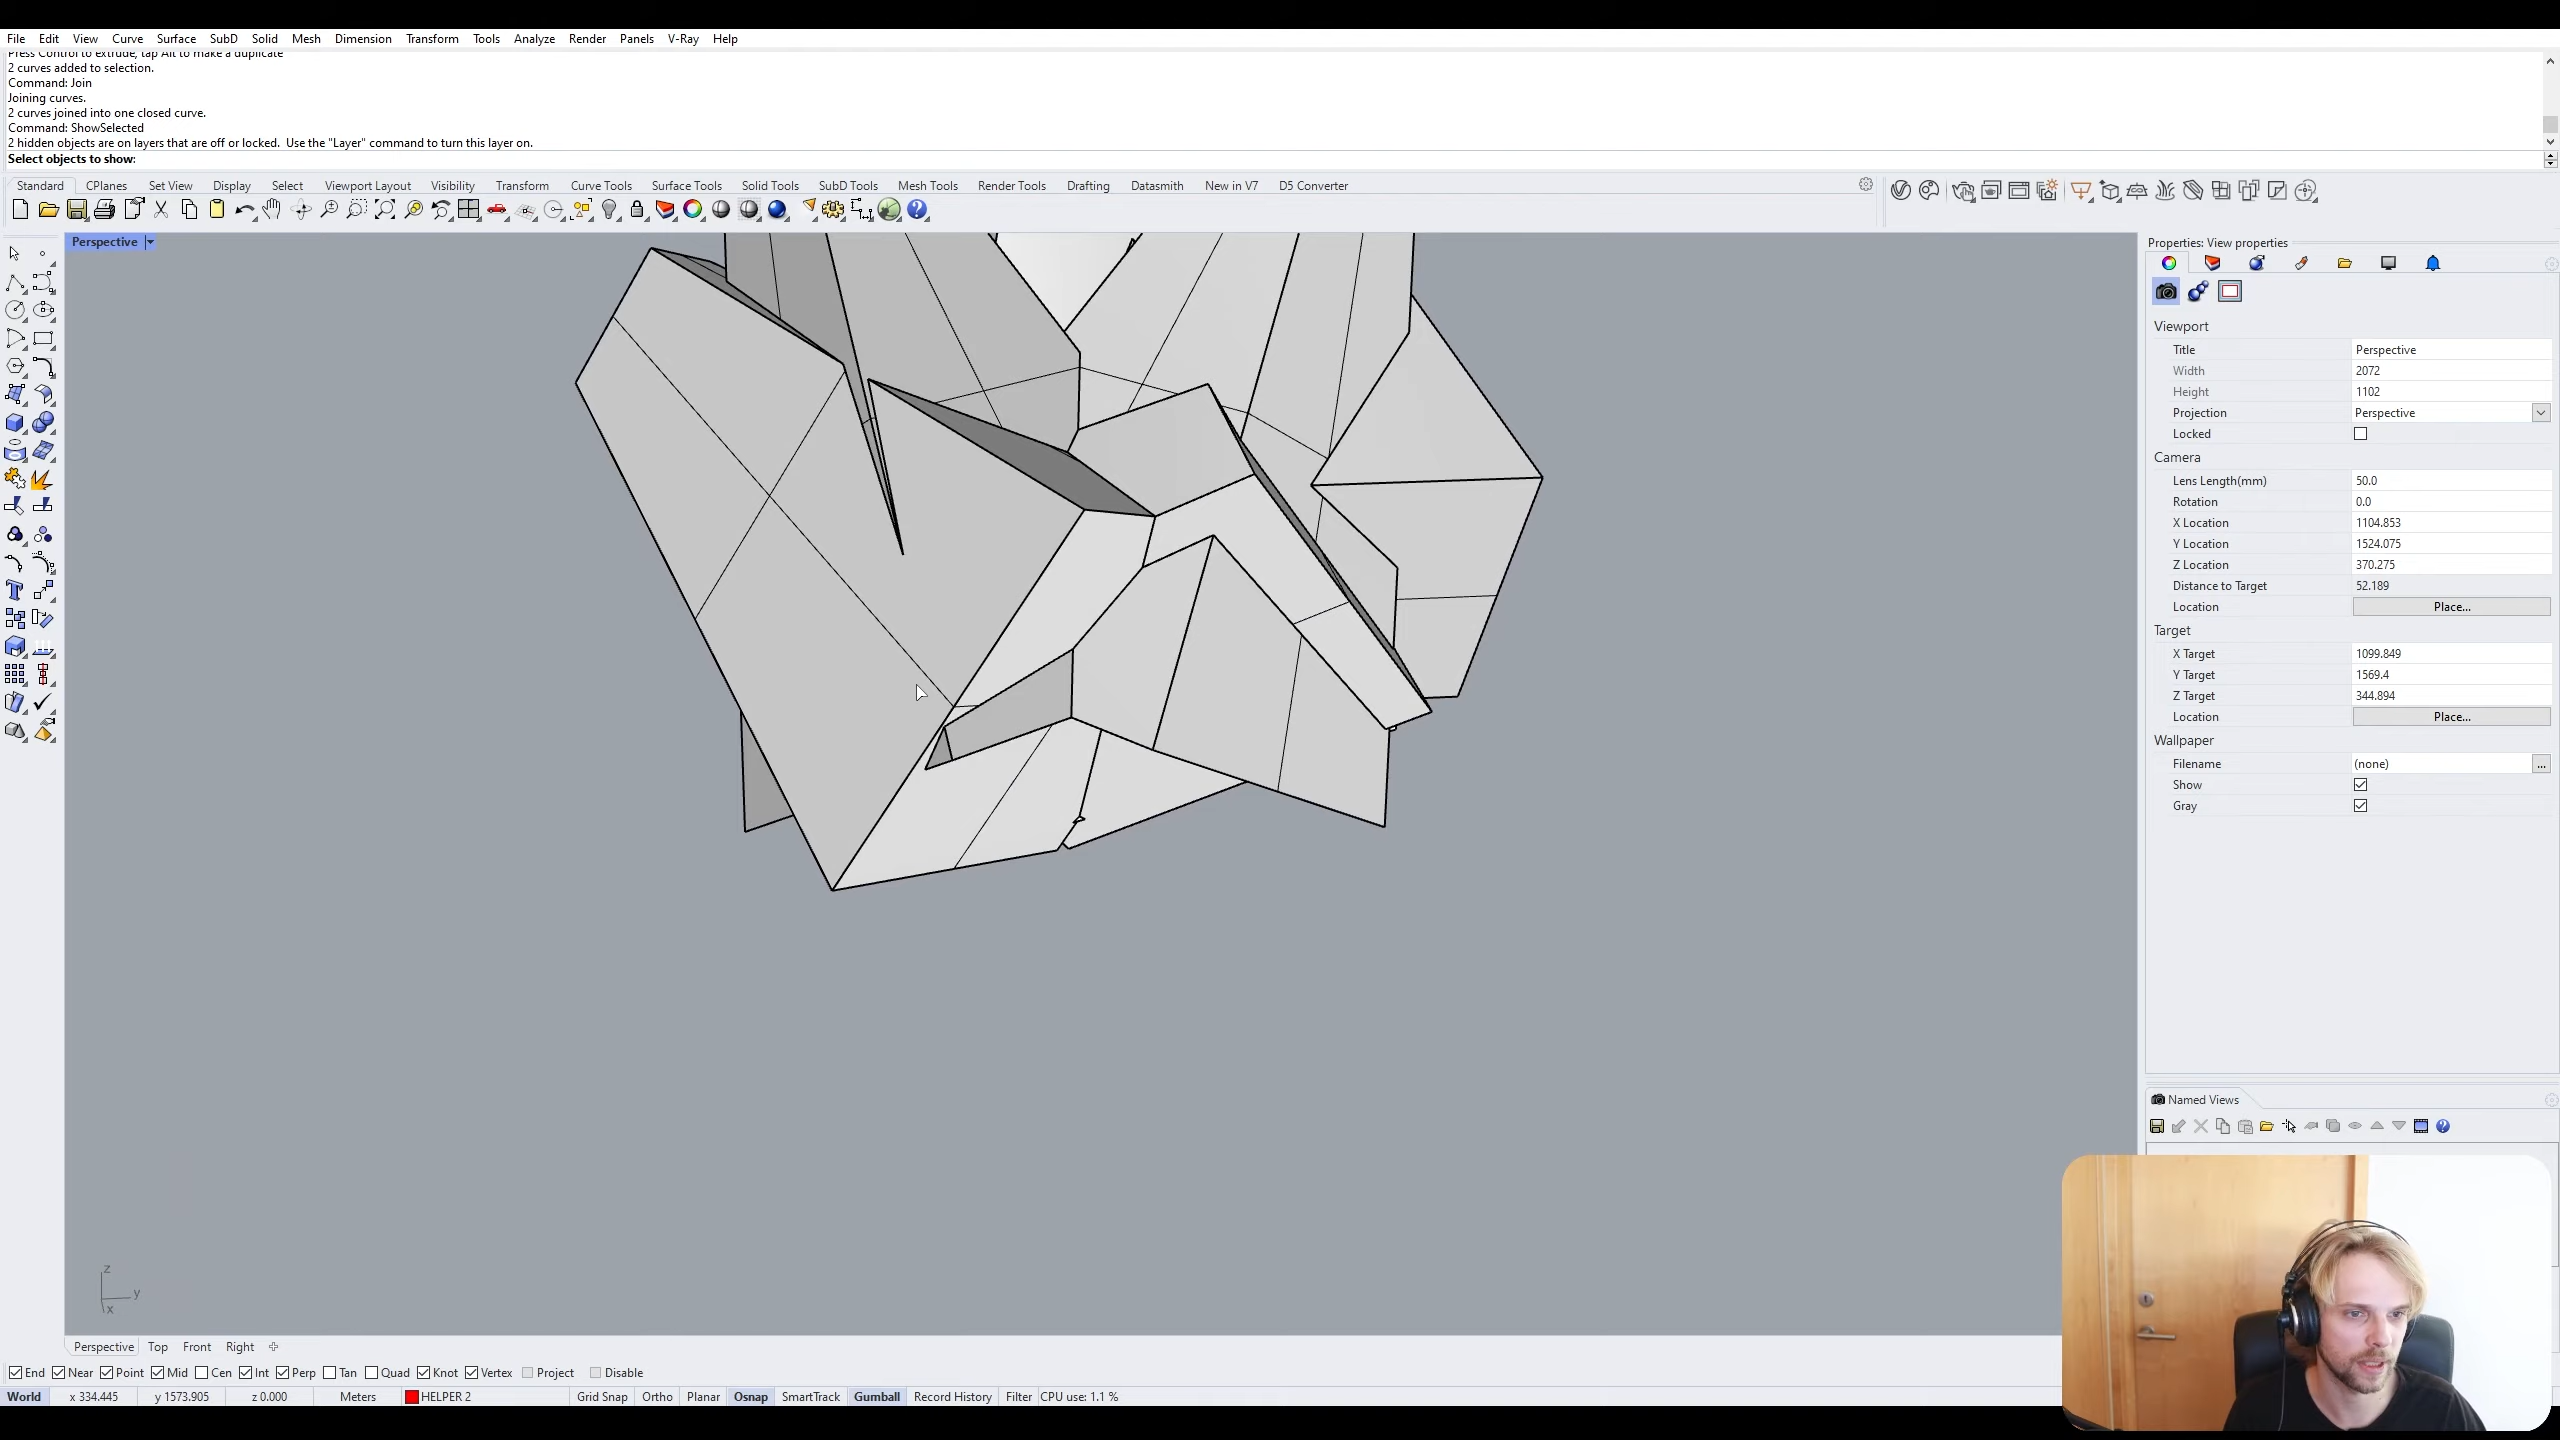 File Edit View Curve Surface SubD Solid Mesh Dimension Transform Tools Analyze Render Panels V-Ray Help
Press Control to extrude, tap Alt to make a duplicate
2 curves added to selection.
Command: Join
Joining curves.
2 curves joined into one closed curve.
Command: ShowSelected
2 hidden objects are on layers that are off or locked. Use the "Layer" command to turn this layer on.
Select objects to show:
Standard CPlanes Set View Display Select Viewport Layout Visibility Transform Curve Tools Surface Tools Solid Tools SubD Tools Mesh Tools Render Tools Drafting Datasmith New in V7 D5 Converter
Perspective
Properties: View properties
Viewport
Title Perspective
Width 2072
Height 1102
Projection Perspective
Locked
Camera
Lens Length(mm) 50.0
Rotation 0.0
X Location 1104.853
Y Location 1524.075
Z Location 370.275
Distance to Target 52.189
Location Place...
Target
X Target 1099.849
Y Target 1569.4
Z Target 344.894
Location Place...
Wallpaper
Filename (none) ...
Show
Gray
Named Views
z
y
x
Perspective Top Front Right
End Near Point Mid Cen Int Perp Tan Quad Knot Vertex Project Disable
World x 334.445 y 1573.905 z 0.000 Meters HELPER 2 Grid Snap Ortho Planar Osnap SmartTrack Gumball Record History Filter CPU use: 1.1 %